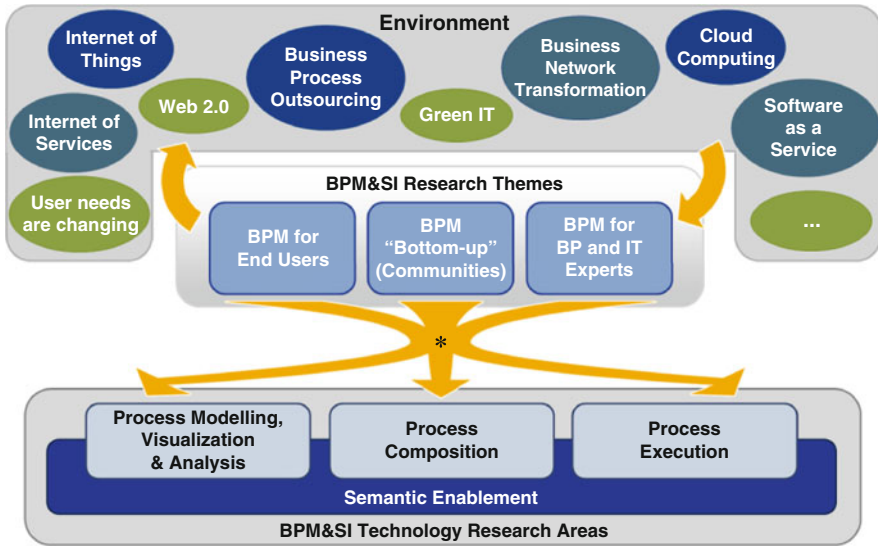 Environment
Internet of
Things
Business
Process
Outsourcing
Business
Network
Transformation
Cloud
Computing
Web 2.0
Green IT
Internet of
Services
Software
as a
Service
User needs
are changing
...
BPM&SI Research Themes
BPM for
End Users
BPM
“Bottom-up”
(Communities)
BPM for
BP and IT
Experts
*
Process Modelling,
Visualization
& Analysis
Process
Composition
Process
Execution
Semantic Enablement
BPM&SI Technology Research Areas